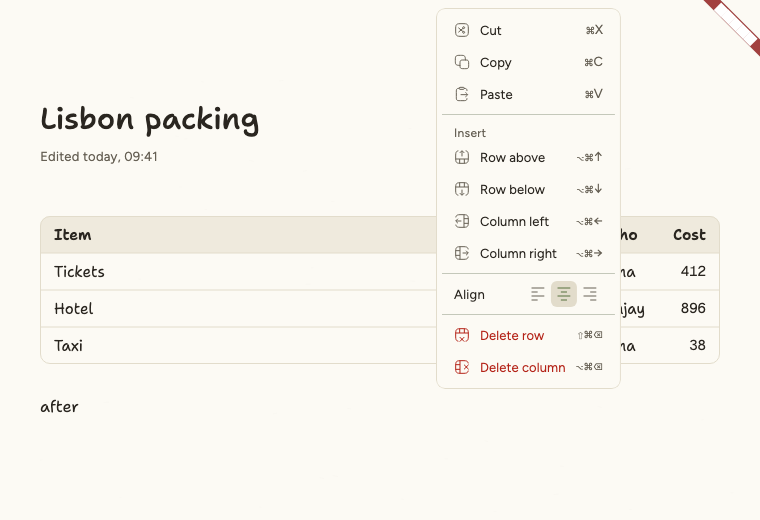 Cut ⌘X
Copy ⌘C
Paste ⌘V
Lisbon packing
Edited today, 09:41
Insert
Row above ⌥⌘↑
Row below ⌥⌘↓
Column left ⌥⌘←
Column right ⌥⌘→
Item Cost
Tickets 412
Hotel 896
Taxi 38
Align
Delete row ⇧⌘⌫
Delete column ⌥⌘⌫
after